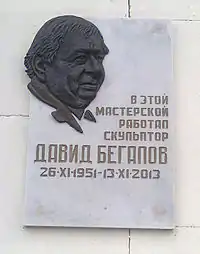 В ЭТОЙ
МАСТЕРСКОЙ
РАБОТАЛ
СКУЛЬПТОР
ДАВИД БЕГАЛОВ
26·XI·1951-13·XI·2013